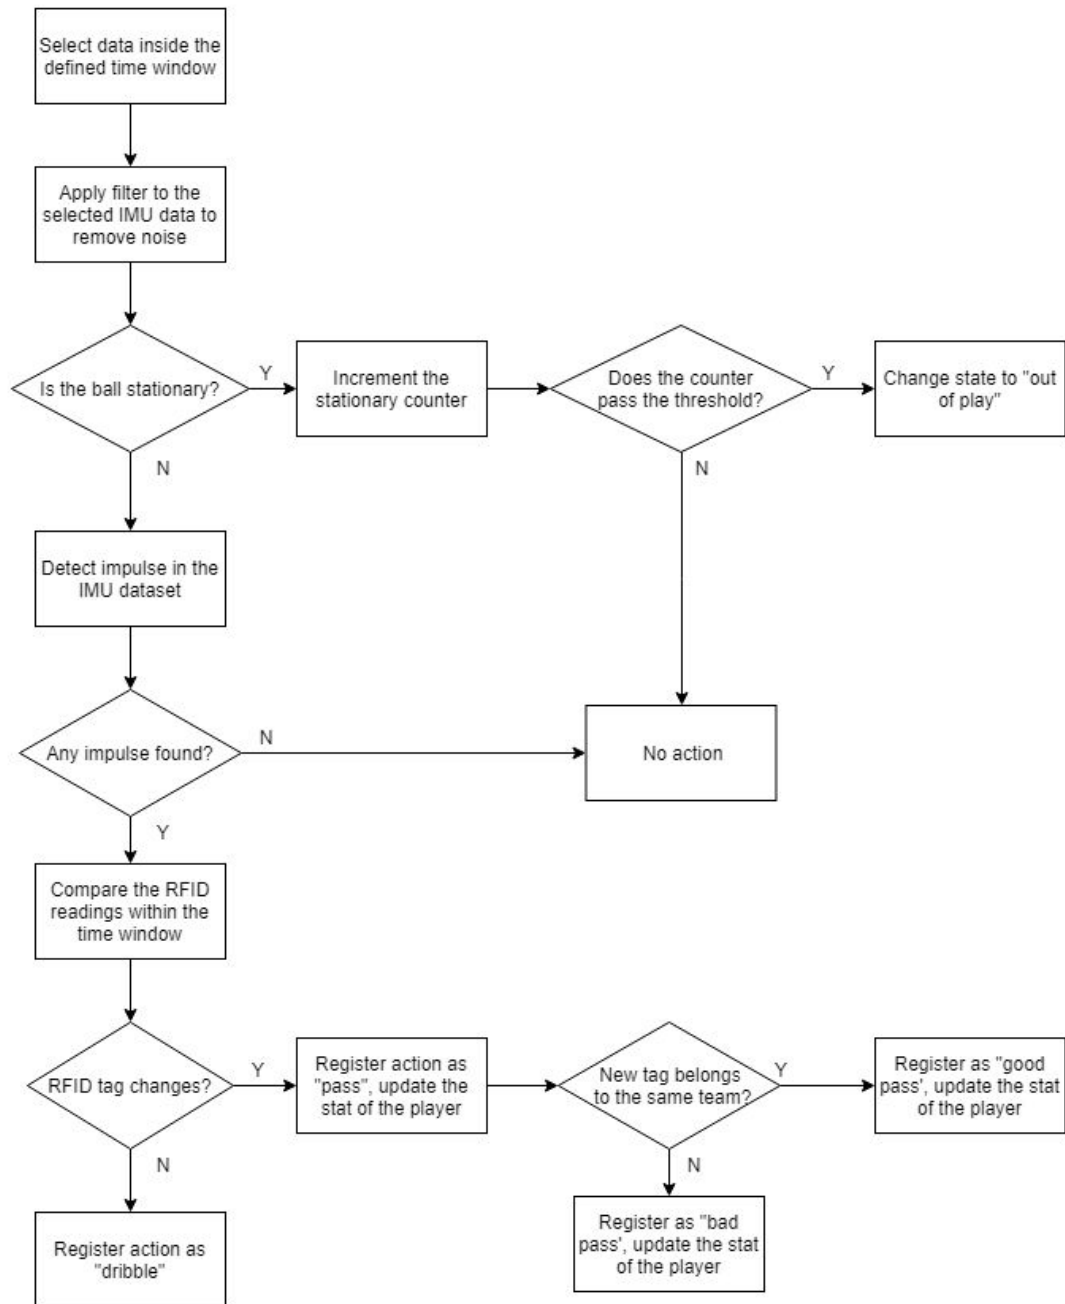 Select data inside the
defined time window
Apply filter to the
selected IMU data to
remove noise
Is the ball stationary?
Y
Increment the
stationary counter
Does the counter
pass the threshold?
Y
Change state to "out
of play"
N
N
Detect impulse in the
IMU dataset
Any impulse found?
N
No action
Y
Compare the RFID
readings within the
time window
RFID tag changes?
Y
Register action as
"pass", update the
stat of the player
New tag belongs
to the same team?
Y
Register as "good
pass', update the stat
of the player
N
N
Register action as
"dribble"
Register as "bad
pass', update the stat
of the player